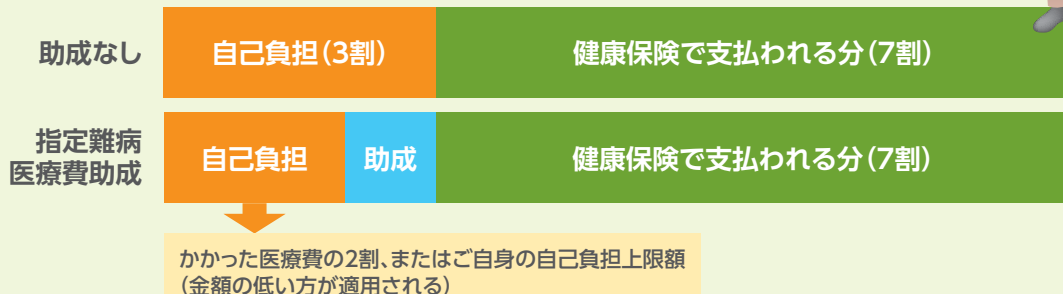 助成なし
自己負担(3割)
健康保険で支払われる分(7割)
指定難病
医療費助成
自己負担
助成
健康保険で支払われる分(7割)
かかった医療費の2割、またはご自身の自己負担上限額
(金額の低い方が適用される)